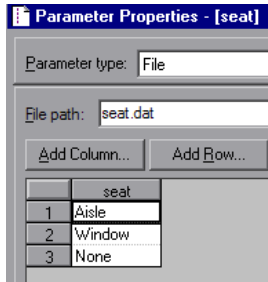 Parameter Properties - [seat]
Parameter type: File
File path: seat.dat
Add Column... Add Row...
seat
1 Aisle
2 Window
3 None